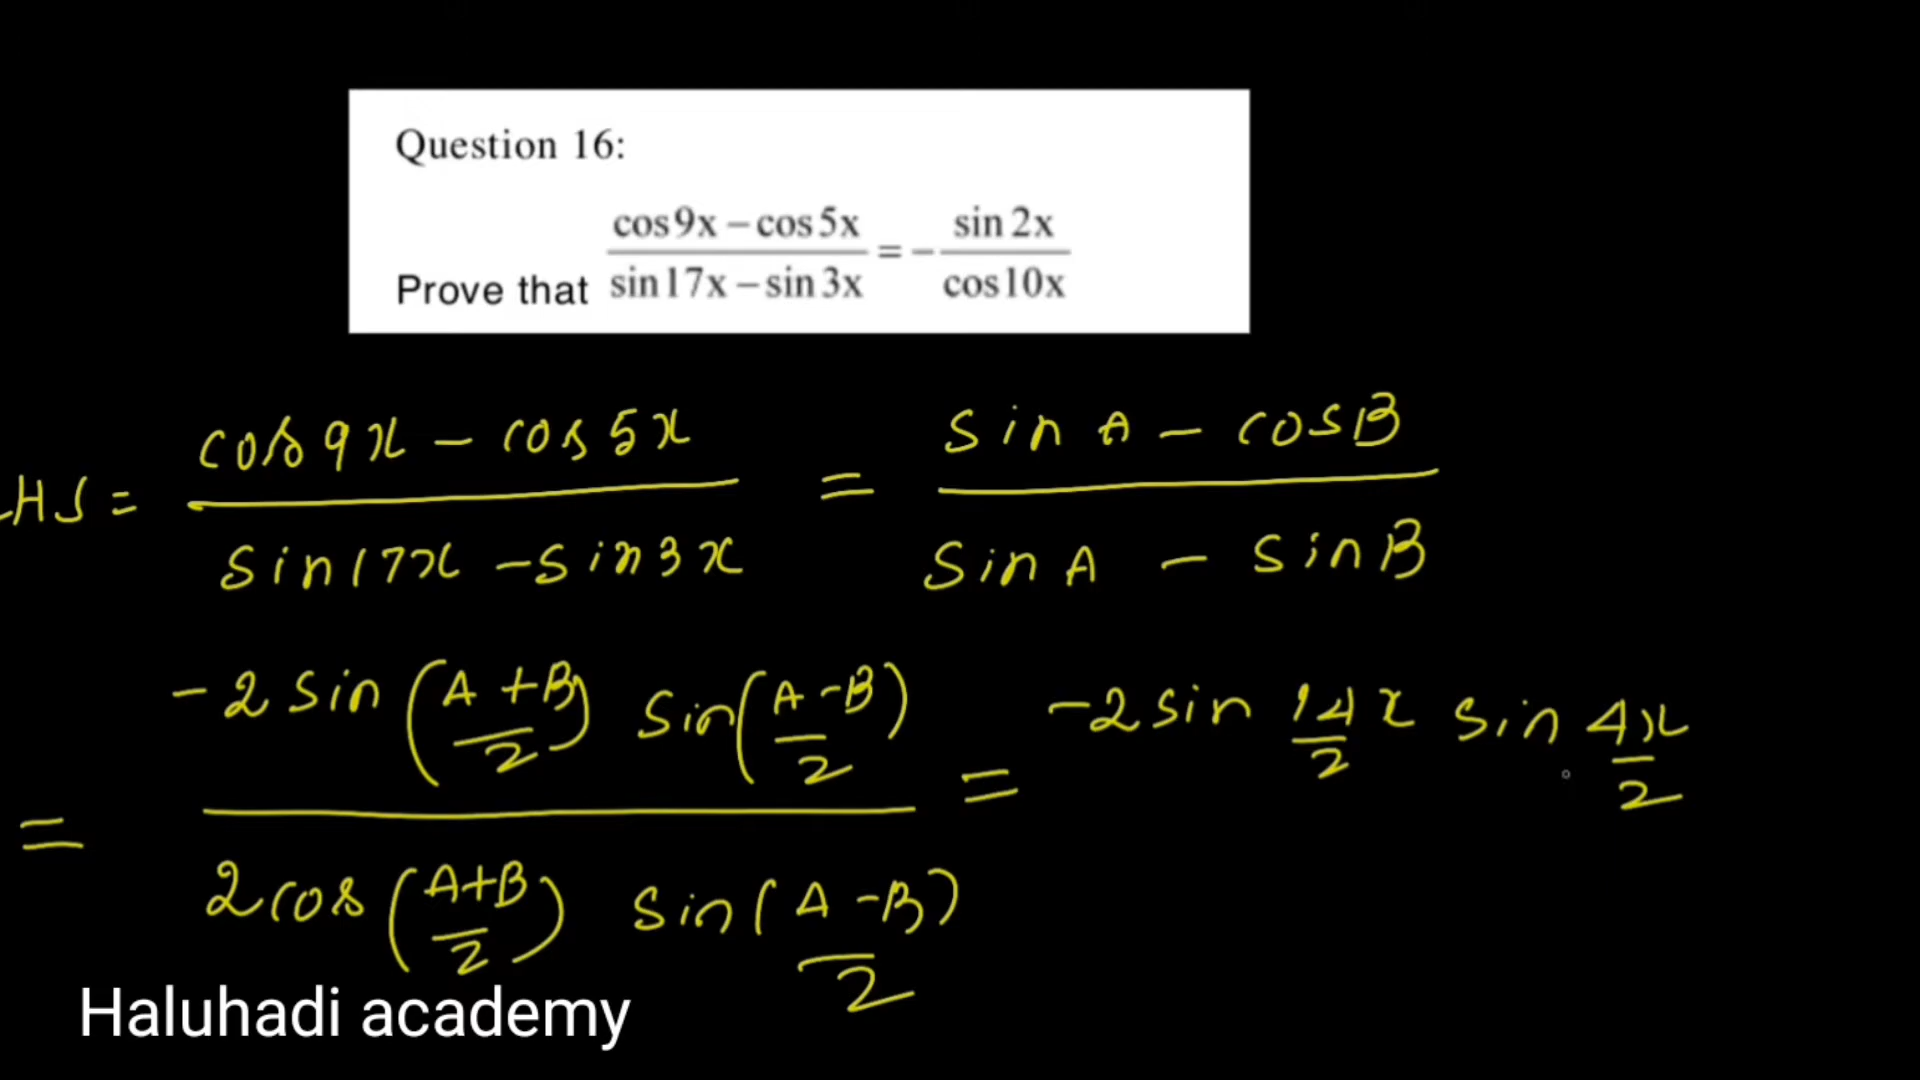 Question 16:
Prove that (cos 9x – cos 5x)/(sin 17x – sin 3x) = – (sin 2x)/(cos 10x)
LHS = (cos 9x – cos 5x)/(sin 17x – sin 3x) = (sin A – cos B)/(sin A – sin B)
= (-2 sin ((A+B)/2) sin ((A-B)/2))/(2 cos ((A+B)/2) sin ((A-B)/2)) = -2 sin 14/2 x sin 4x/2
Haluhadi academy